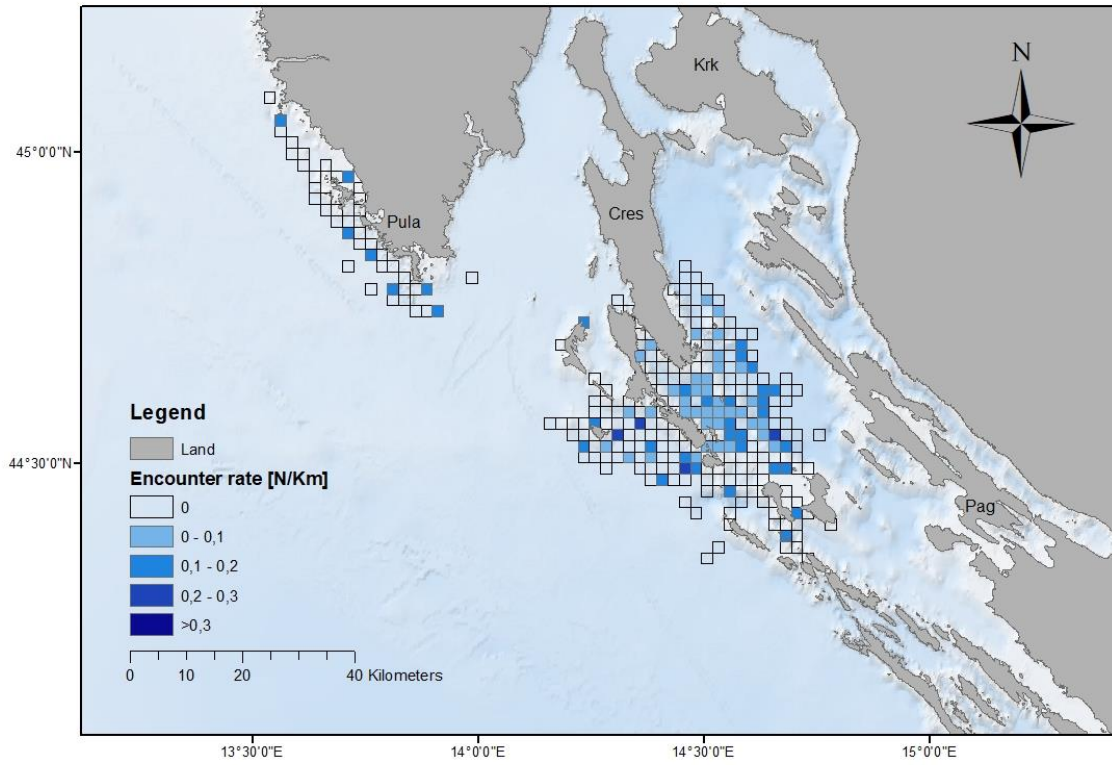 Krk
N
45°0'0"N
Cres
Pula
Legend
Land
44°30'0"N
Encounter rate [N/Km]
0
Pag
0 - 0,1
0,1 - 0,2
0,2 - 0,3
>0,3
0 10 20 40 Kilometers
13°30'0"E 14°0'0"E 14°30'0"E 15°0'0"E